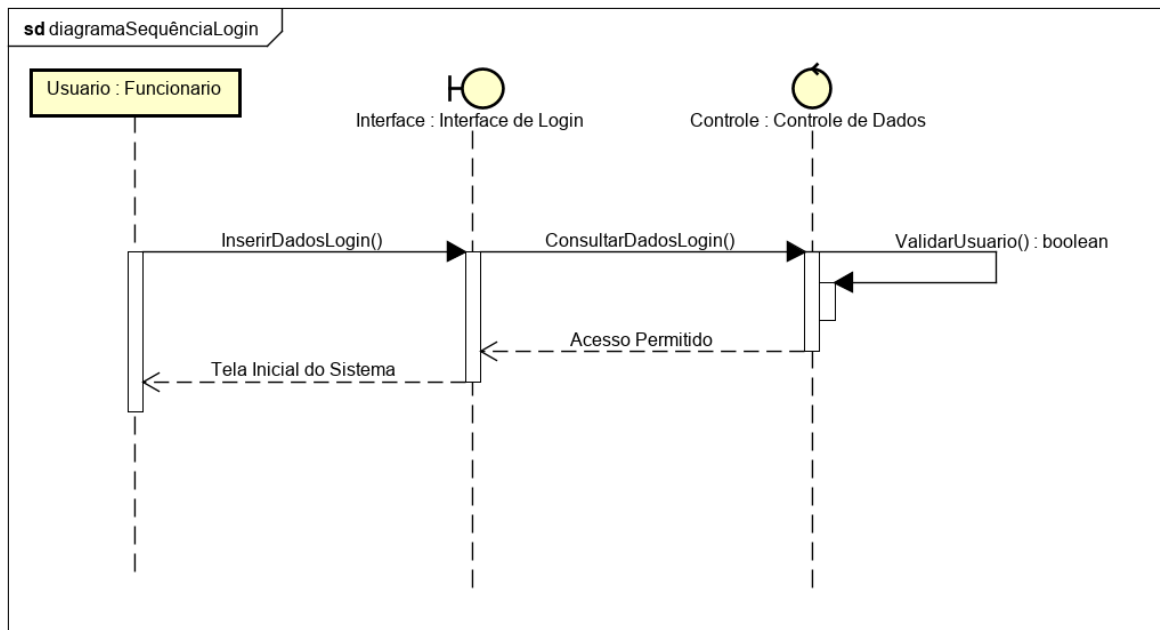 sd diagramaSequênciaLogin
Usuario : Funcionario
Interface : Interface de Login
Controle : Controle de Dados
InserirDadosLogin()
ConsultarDadosLogin()
ValidarUsuario() : boolean
Acesso Permitido
Tela Inicial do Sistema